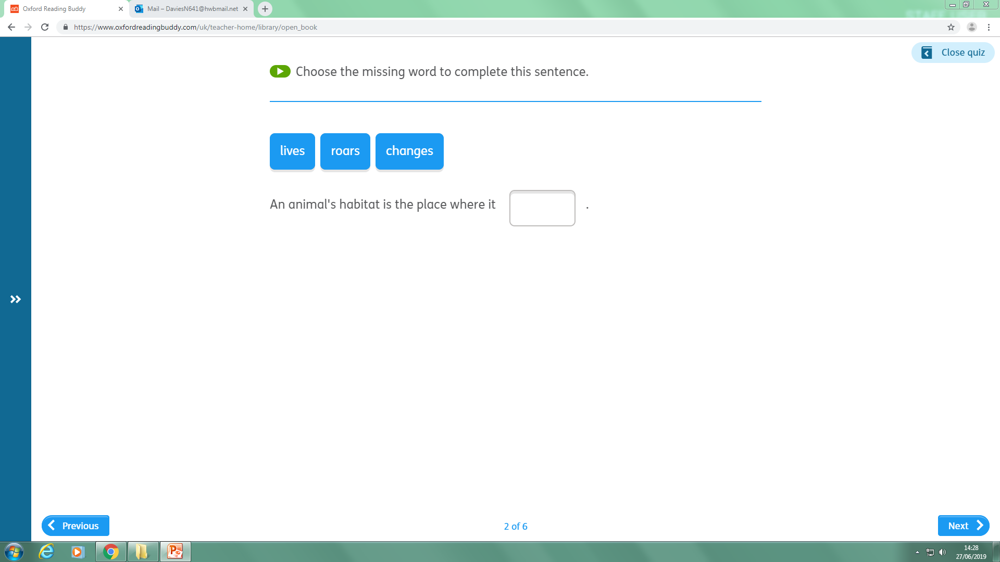 Oxford Reading Buddy
Mail – DaviesN641@hwbmail.net
https://www.oxfordreadingbuddy.com/uk/teacher-home/library/open_book
Close quiz
Choose the missing word to complete this sentence.
lives roars changes
An animal's habitat is the place where it .
Previous
2 of 6
Next
14:28
27/06/2019